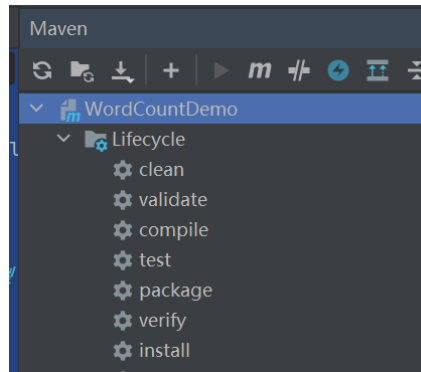 Maven
m
WordCountDemo
Lifecycle
clean
validate
compile
test
package
verify
install